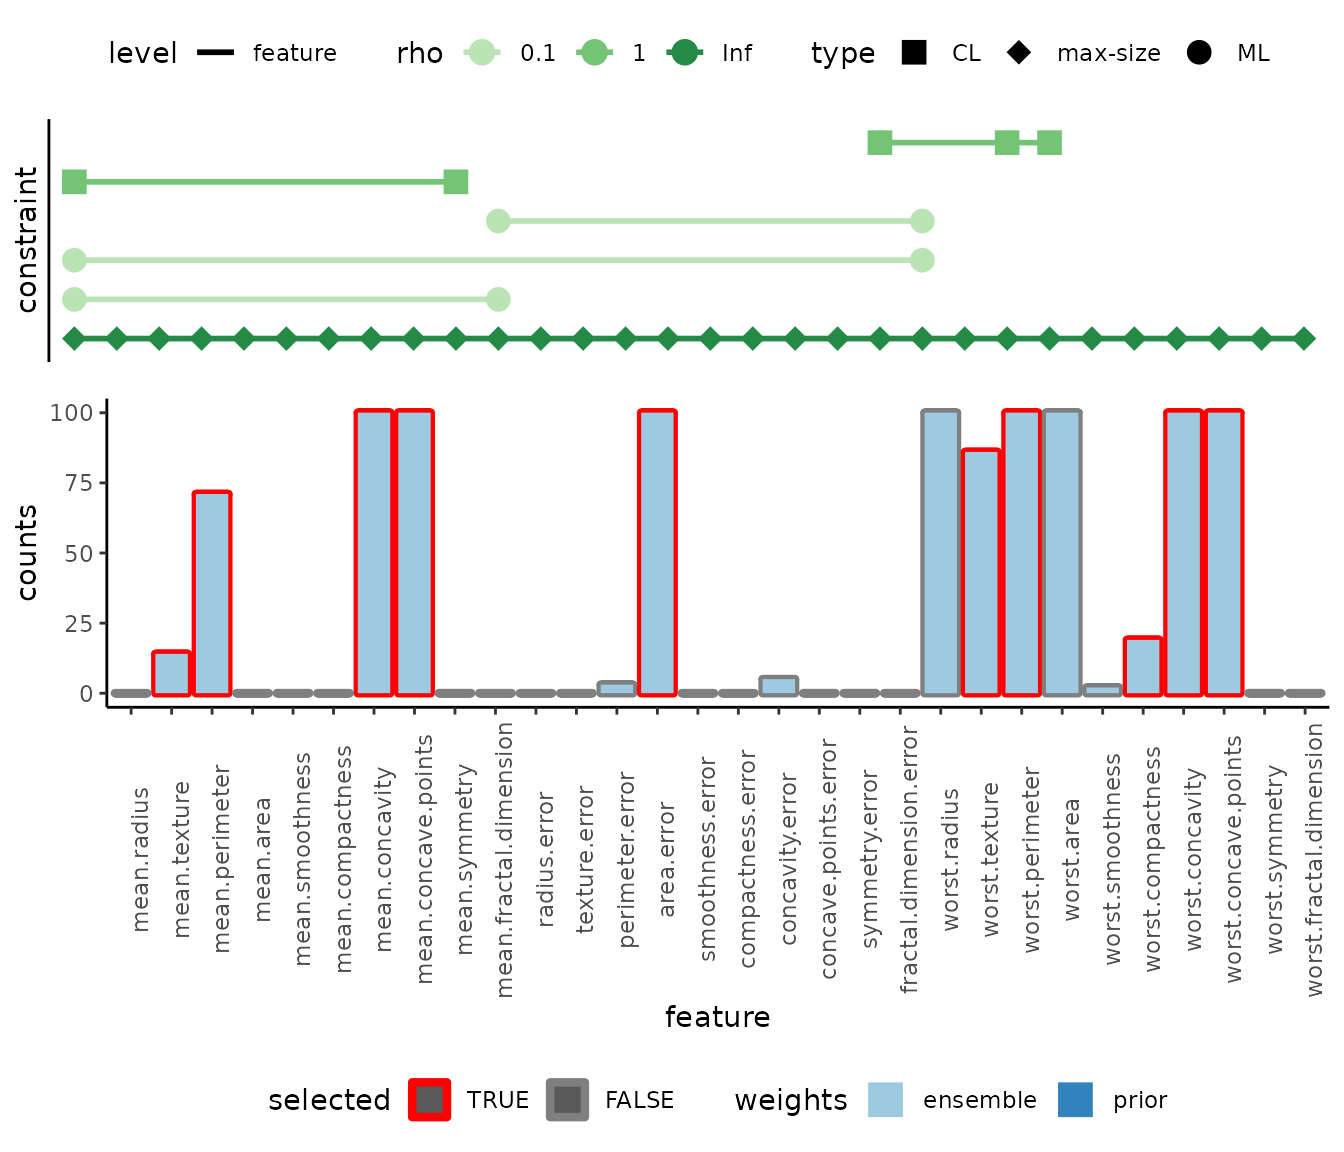 level feature rho 0.1 1 Inf type CL max-size ML
constraint
100
75
50
25
0
counts
mean.radius
mean.texture
mean.perimeter
mean.area
mean.smoothness
mean.compactness
mean.concavity
mean.concave.points
mean.symmetry
mean.fractal.dimension
radius.error
texture.error
perimeter.error
area.error
smoothness.error
compactness.error
concavity.error
concave.points.error
symmetry.error
fractal.dimension.error
worst.radius
worst.texture
worst.perimeter
worst.area
worst.smoothness
worst.compactness
worst.concavity
worst.concave.points
worst.symmetry
worst.fractal.dimension
feature
selected TRUE FALSE weights ensemble prior